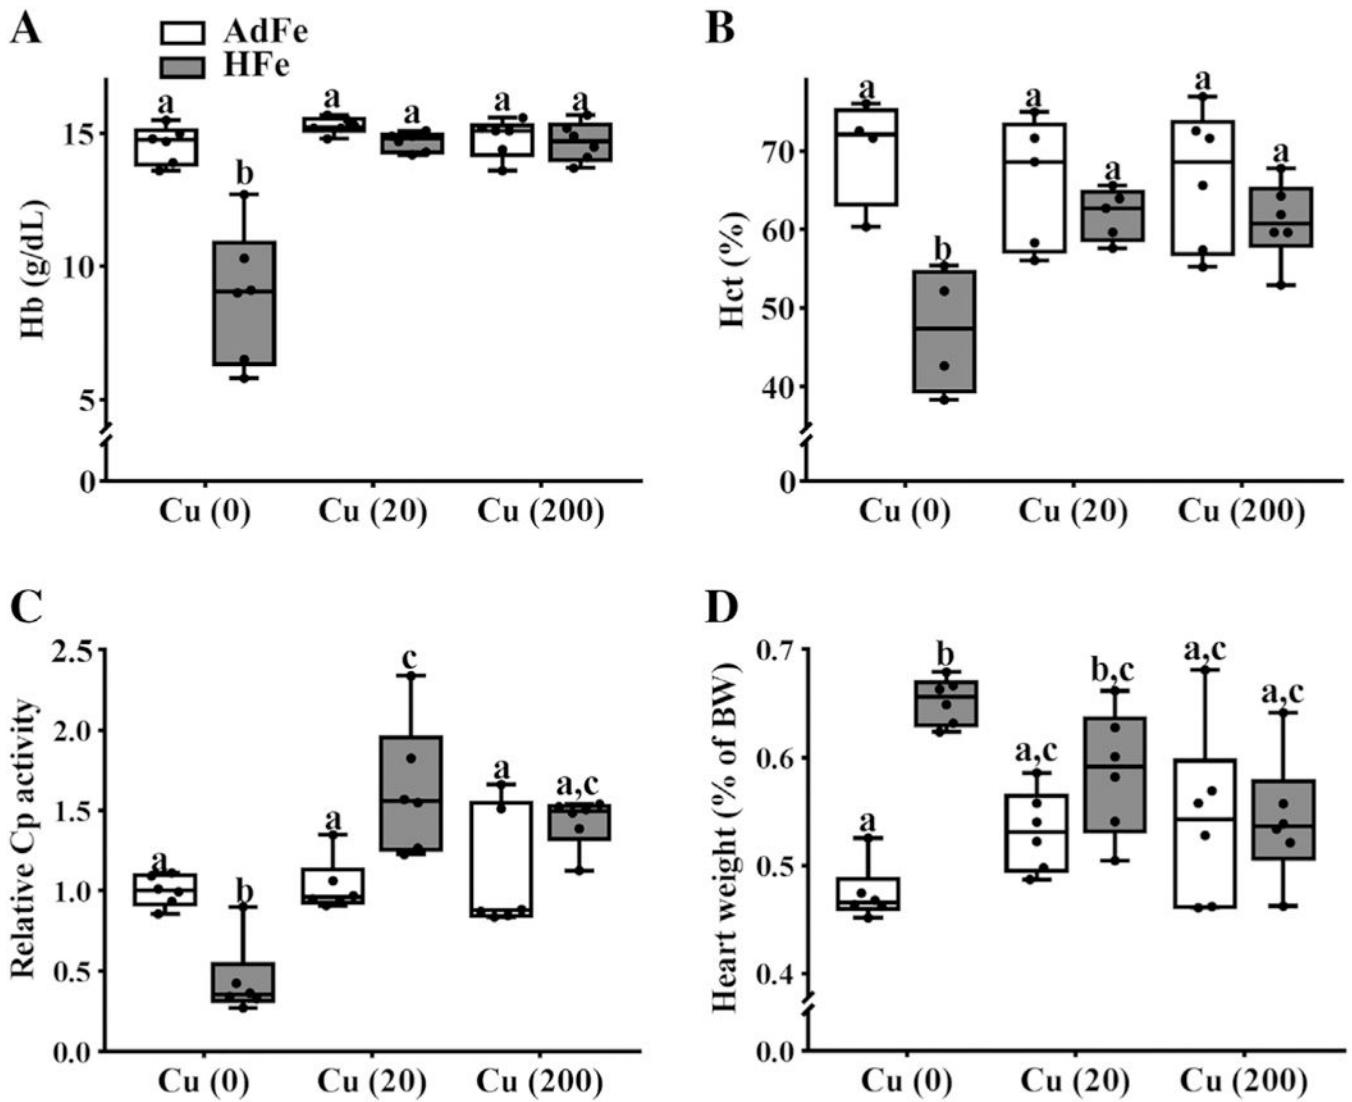 A
AdFe
HFe
Hb (g/dL)
15
10
5
0
a
b
a
a
a
a
Cu (0)
Cu (20)
Cu (200)
B
Hct (%)
70
60
50
40
0
a
b
a
a
a
a
Cu (0)
Cu (20)
Cu (200)
C
Relative Cp activity
2.5
2.0
1.5
1.0
0.5
0.0
a
b
a
c
a
a,c
Cu (0)
Cu (20)
Cu (200)
D
Heart weight (% of BW)
0.7
0.6
0.5
0.4
0.0
a
b
a,c
b,c
a,c
a,c
Cu (0)
Cu (20)
Cu (200)